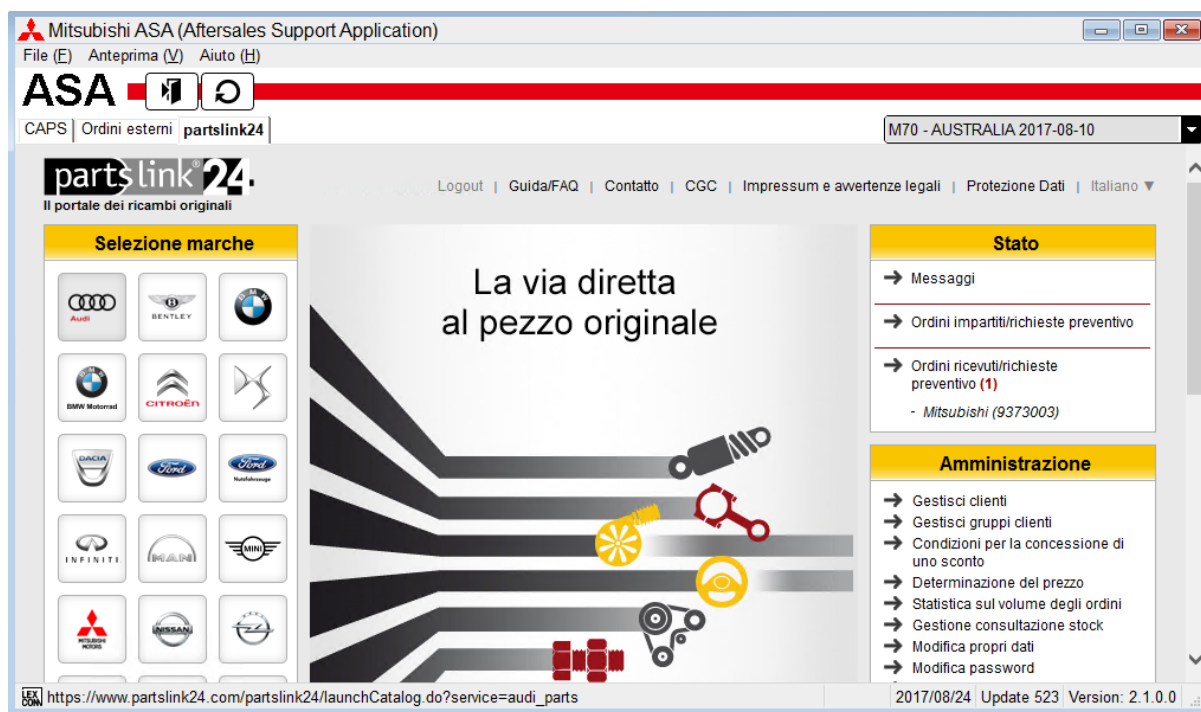 Mitsubishi ASA (Aftersales Support Application)
File (F) Anteprima (V) Aiuto (H)
ASA
CAPS Ordini esterni partslink24
M70 - AUSTRALIA 2017-08-10
partslink®24.
Il portale dei ricambi originali
Logout | Guida/FAQ | Contatto | CGC | Impressum e avvertenze legali | Protezione Dati | Italiano ▼
Selezione marche
Audi
BENTLEY
BMW
BMW
BMW Motorrad
CITROËN
DACIA
Ford
Ford
Nutzfahrzeuge
INFINITI
MAN
MINI
MITSUBISHI
MOTORS
NISSAN
La via diretta
al pezzo originale
Stato
Messaggi
Ordini impartiti/richieste preventivo
Ordini ricevuti/richieste
preventivo (1)
- Mitsubishi (9373003)
Amministrazione
Gestisci clienti
Gestisci gruppi clienti
Condizioni per la concessione di
uno sconto
Determinazione del prezzo
Statistica sul volume degli ordini
Gestione consultazione stock
Modifica propri dati
Modifica password
LEX
COM
https://www.partslink24.com/partslink24/launchCatalog.do?service=audi_parts
2017/08/24 Update 523 Version: 2.1.0.0